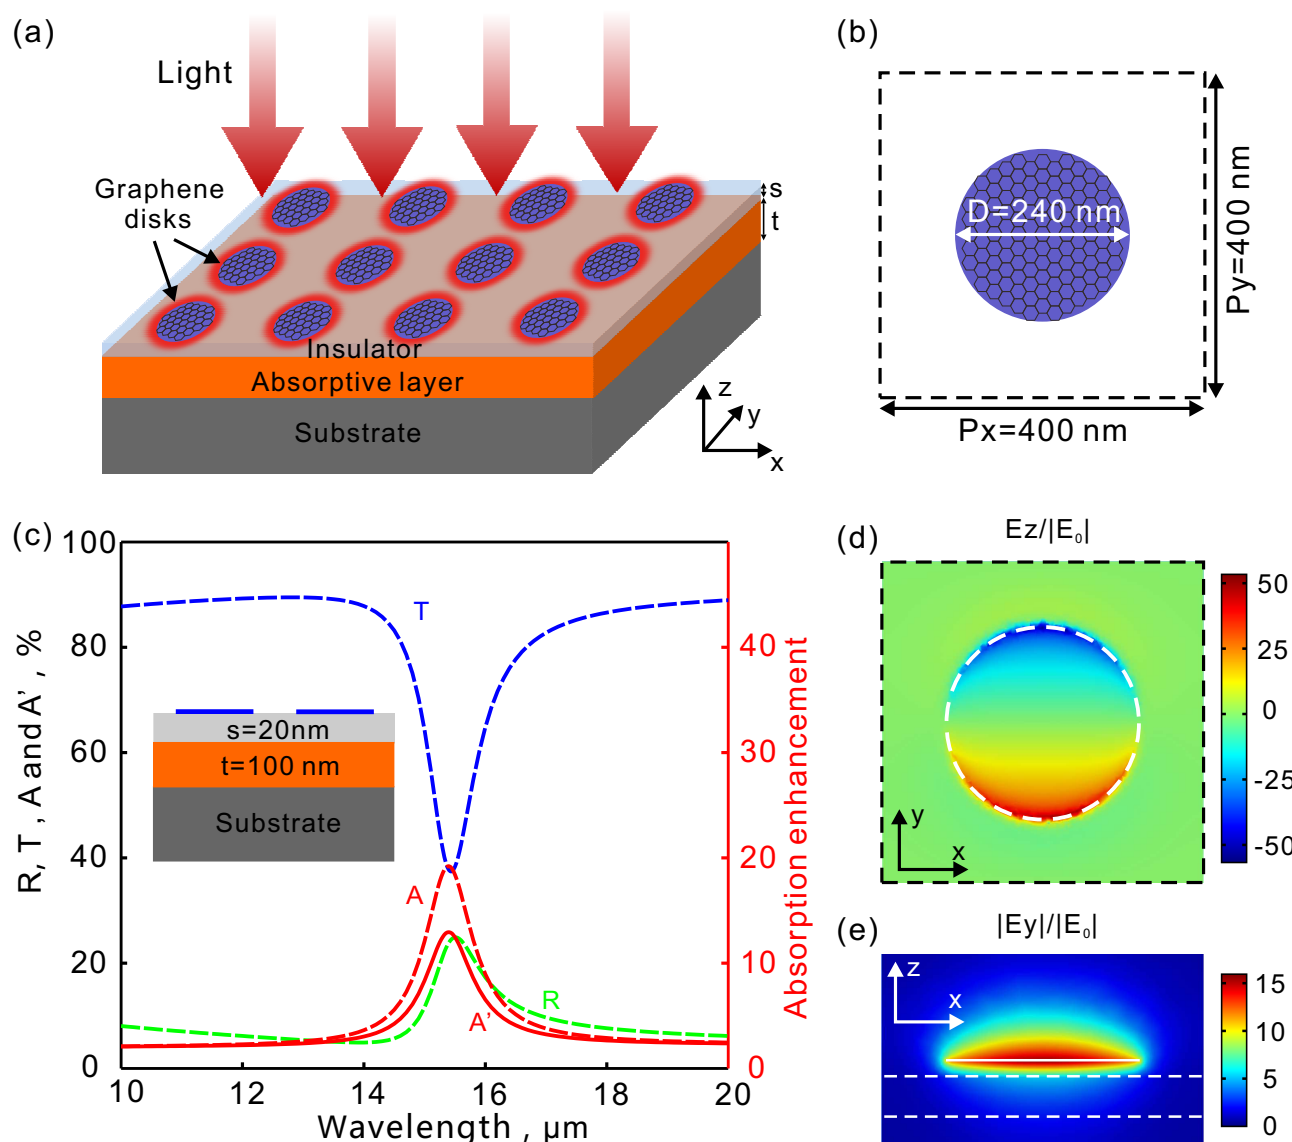 (a)
Light
Graphene
disks
s
t
Insulator
Absorptive layer
Substrate
z
y
x
(b)
D=240 nm
Py=400 nm
Px=400 nm
(c)
100
80
60
40
20
0
R, T , A and A’ , %
10
12
14
16
18
20
Wavelength , μm
40
30
20
10
0
Absorption enhancement
T
A
A’
R
s=20nm
t=100 nm
Substrate
(d)
Ez/|E₀|
y
x
50
25
0
-25
-50
(e)
|Ey|/|E₀|
z
x
15
10
5
0